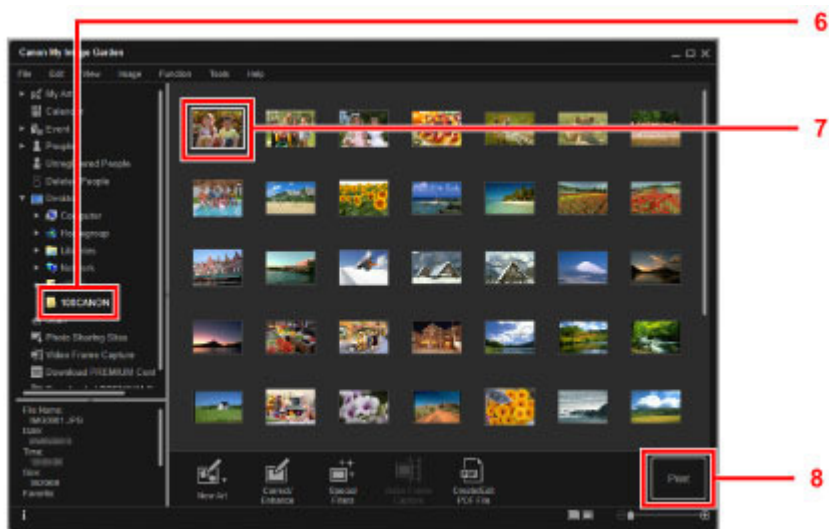 6
Canon My Image Garden
File Edit View Image Function Tools Help
My Art
Calendar
7
Event
People
Unregistered People
Deleted People
Desktop
Computer
Homegroup
Libraries
Network
100CANON
Photo Sharing Sites
Video Frame Capture
Download PREMIUM Cont
File Name:
Date:
Time:
Size:
Favorite
New Art
Correct/
Enhance
Special
Filters
Video Frame
Capture
PDF
Create/Edit
PDF File
Print
8